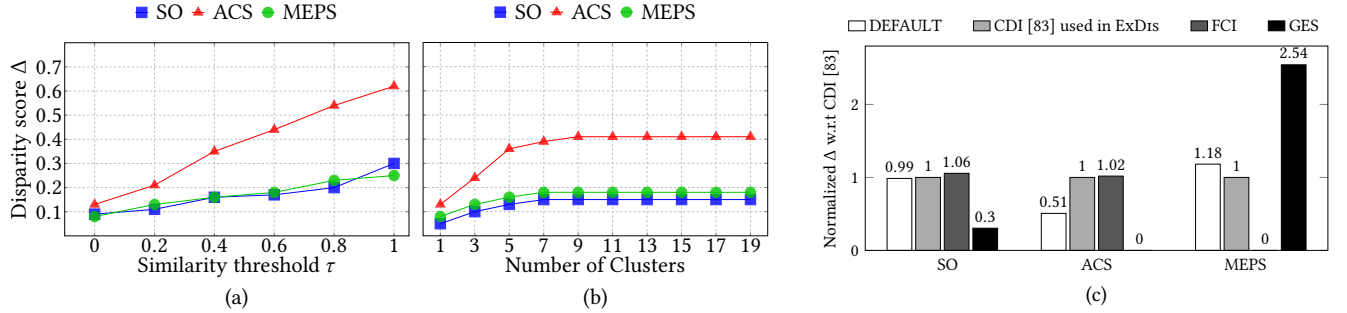 SO ACS MEPS
Disparity score Δ
0.7
0.6
0.5
0.4
0.3
0.2
0.1
0 0.2 0.4 0.6 0.8 1
Similarity threshold τ
(a)
SO ACS MEPS
1 3 5 7 9 11 13 15 17 19
Number of Clusters
(b)
DEFAULT CDI [83] used in ExDis FCI GES
Normalized Δ w.r.t CDI [83]
2
1
0
0.99 1 1.06 0.3
0.51 1 1.02 0
1.18 1 0 2.54
SO ACS MEPS
(c)